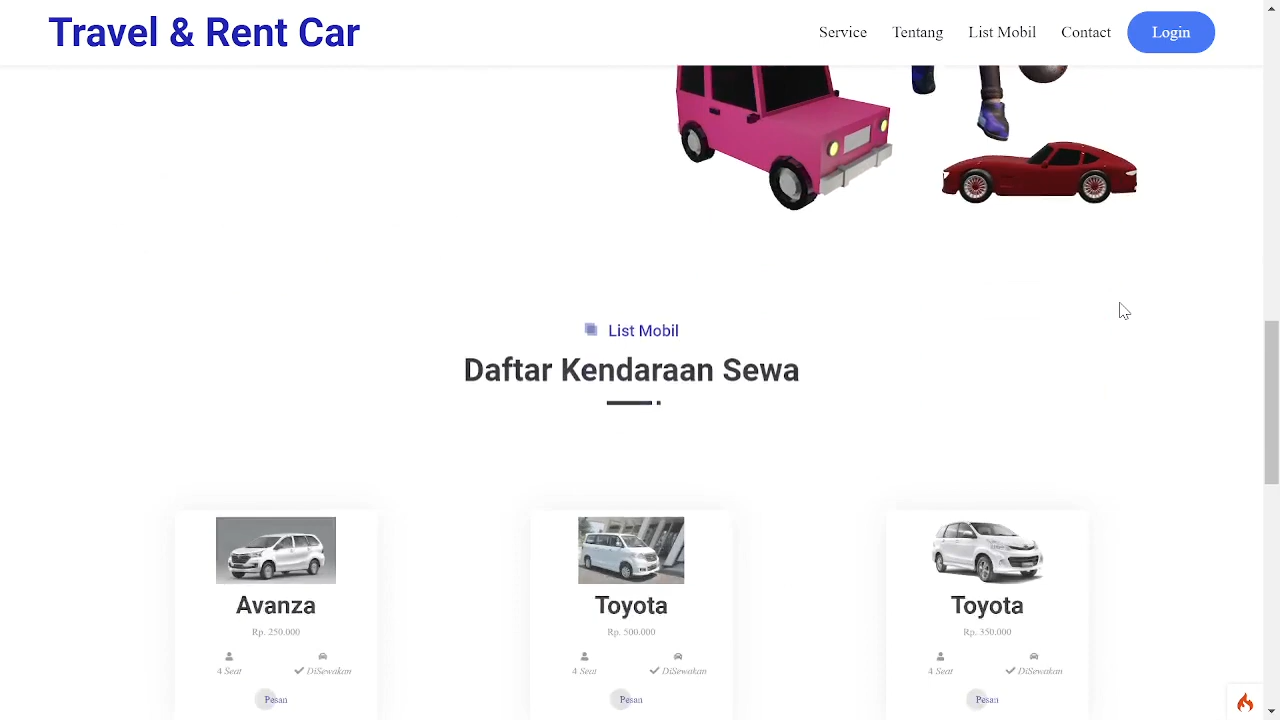 Travel & Rent Car
Service Tentang List Mobil Contact Login
List Mobil
Daftar Kendaraan Sewa
Avanza Toyota Toyota
Rp. 250.000 Rp. 500.000 Rp. 350.000
4 Seat DiSewakan 4 Seat DiSewakan 4 Seat DiSewakan
Pesan Pesan Pesan